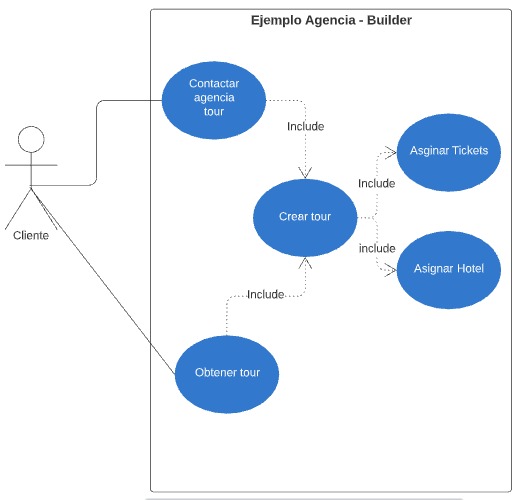 Ejemplo Agencia - Builder
Contactar
agencia
tour
Include
Asginar Tickets
Include
Crear tour
Cliente
include
Asignar Hotel
Include
Obtener tour